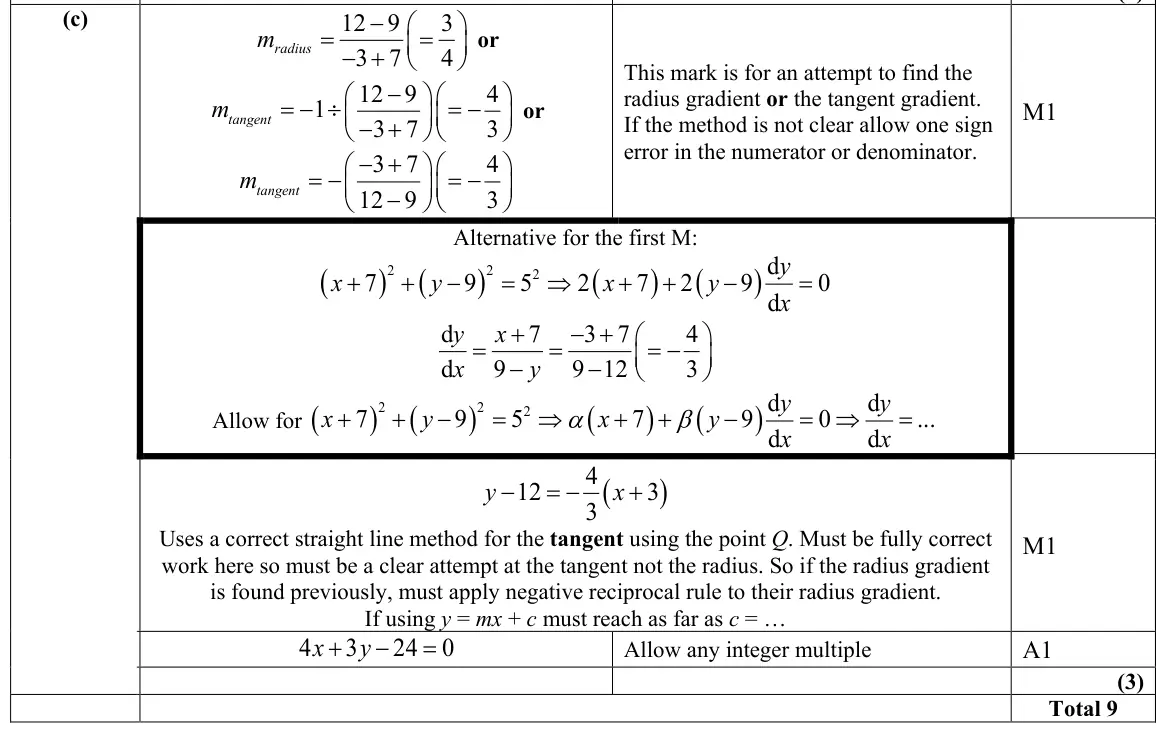 (c)
m_radius = (12 − 9)/(−3 + 7) (= 3/4) or
m_tangent = −1 ÷ ((12 − 9)/(−3 + 7)) (= −4/3) or
m_tangent = −((−3 + 7)/(12 − 9)) (= −4/3)
This mark is for an attempt to find the
radius gradient or the tangent gradient.
If the method is not clear allow one sign
error in the numerator or denominator.
M1
Alternative for the first M:
(x + 7)² + (y − 9)² = 5² ⇒ 2(x + 7) + 2(y − 9) dy/dx = 0
dy/dx = (x + 7)/(9 − y) = (−3 + 7)/(9 − 12) (= −4/3)
Allow for (x + 7)² + (y − 9)² = 5² ⇒ α(x + 7) + β(y − 9) dy/dx = 0 ⇒ dy/dx = ...
y − 12 = −4/3 (x + 3)
Uses a correct straight line method for the tangent using the point Q. Must be fully correct
work here so must be a clear attempt at the tangent not the radius. So if the radius gradient
is found previously, must apply negative reciprocal rule to their radius gradient.
If using y = mx + c must reach as far as c = …
M1
4x + 3y − 24 = 0
Allow any integer multiple
A1
(3)
Total 9